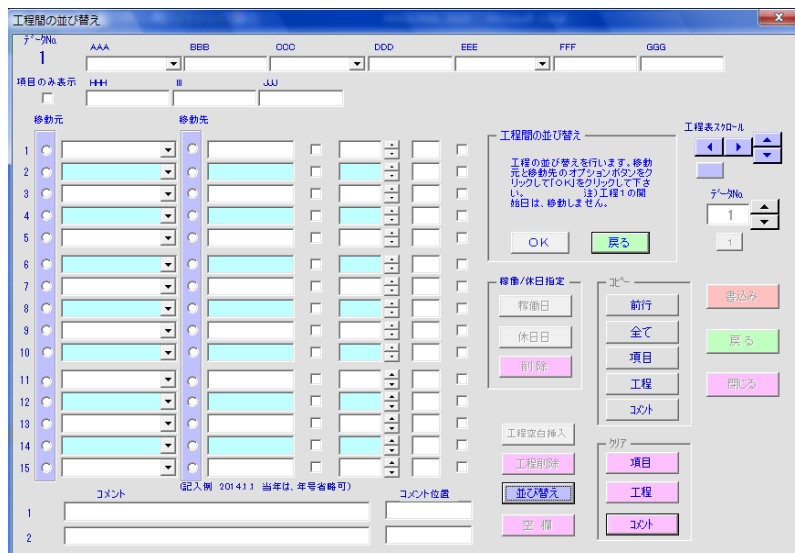 工程間の並び替え
データNo.
AAA
BBB
CCC
DDD
EEE
FFF
GGG
1
項目のみ表示
HHH
III
JJJ
移動元
移動先
1
2
3
4
5
6
7
8
9
10
11
12
13
14
15
(記入例 2014.1.1 当年は、年号省略可)
コメント
コメント位置
1
2
工程間の並び替え
工程の並び替えを行います。移動
元と移動先のオプションボタンをク
リックして「OK」をクリックして下さ
い。 注)工程1の開
始日は、移動しません。
OK
戻る
工程表スクロール
データNo.
1
1
稼働/休日指定
稼働日
休日日
削除
コピー
前行
全て
項目
工程
コメント
書込み
戻る
閉じる
工程空白挿入
工程削除
並び替え
空欄
クリア
項目
工程
コメント